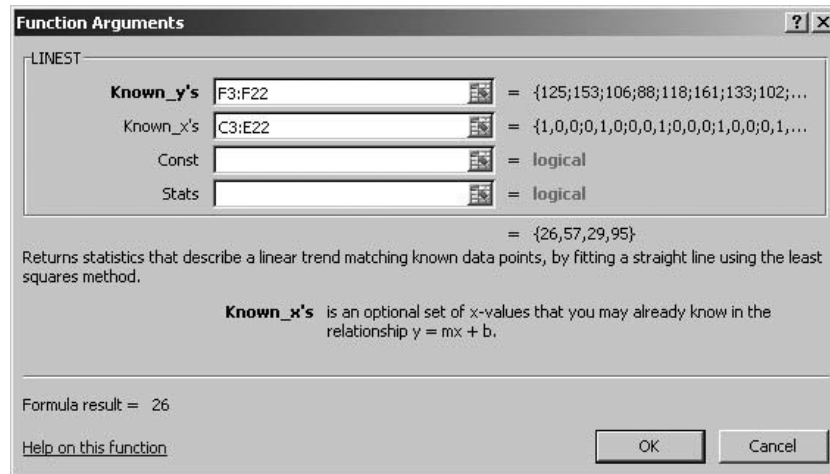 Function Arguments
LINEST
Known_y's F3:F22 = {125;153;106;88;118;161;133;102;...
Known_x's C3:E22 = {1,0,0;0,1,0;0,0,1;0,0,0;1,0,0;0,1,...
Const = logical
Stats = logical
= {26,57,29,95}
Returns statistics that describe a linear trend matching known data points, by fitting a straight line using the least
squares method.
Known_x's is an optional set of x-values that you may already know in the
relationship y = mx + b.
Formula result = 26
Help on this function OK Cancel